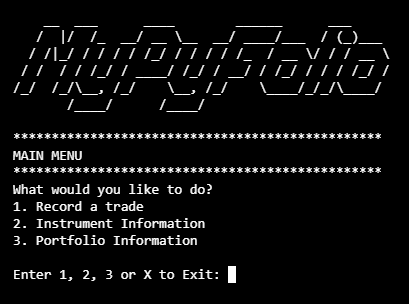 MyPyFolio
**************************************************
MAIN MENU
**************************************************
What would you like to do?
1. Record a trade
2. Instrument Information
3. Portfolio Information
Enter 1, 2, 3 or X to Exit: